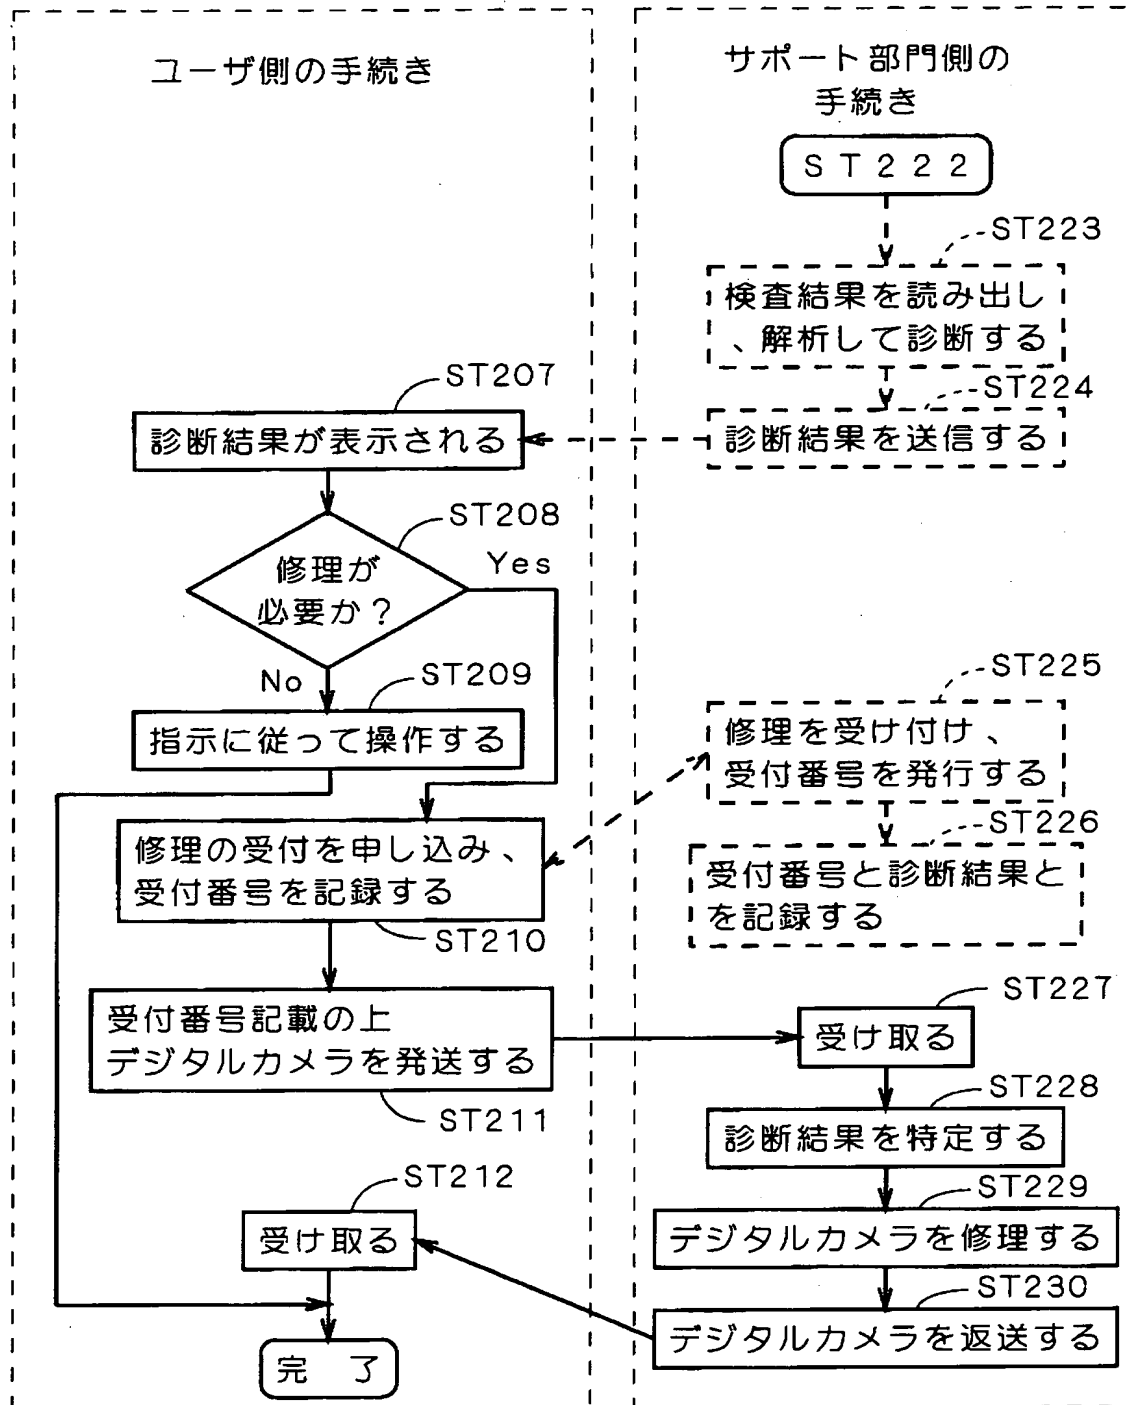 ユーザ側の手続き
サポート部門側の
手続き
ST222
ST223
検査結果を読み出し
、解析して診断する
ST207
ST224
診断結果が表示される
診断結果を送信する
ST208
修理が
必要か?
Yes
No
ST209
指示に従って操作する
ST225
修理を受け付け、
受付番号を発行する
修理の受付を申し込み、
受付番号を記録する
ST210
ST226
受付番号と診断結果と
を記録する
受付番号記載の上
デジタルカメラを発送する
ST211
ST227
受け取る
ST228
診断結果を特定する
ST212
受け取る
ST229
デジタルカメラを修理する
ST230
デジタルカメラを返送する
完 了